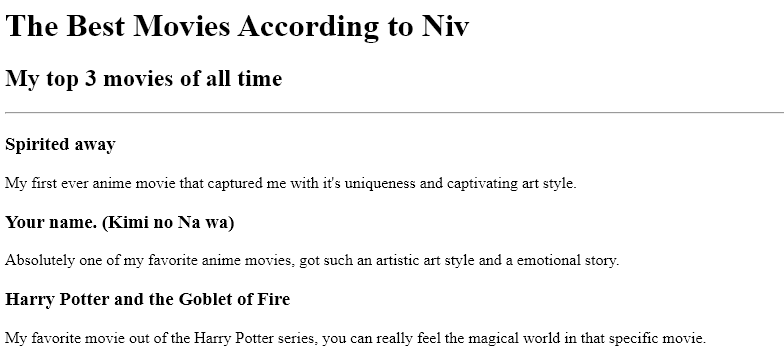 The Best Movies According to Niv
My top 3 movies of all time
Spirited away
My first ever anime movie that captured me with it's uniqueness and captivating art style.
Your name. (Kimi no Na wa)
Absolutely one of my favorite anime movies, got such an artistic art style and a emotional story.
Harry Potter and the Goblet of Fire
My favorite movie out of the Harry Potter series, you can really feel the magical world in that specific movie.